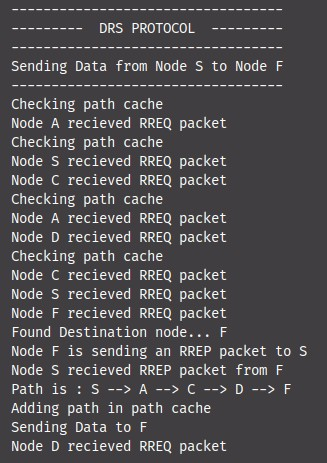 ----------------------------------
---------  DRS PROTOCOL  ---------
----------------------------------
Sending Data from Node S to Node F
----------------------------------
Checking path cache
Node A recieved RREQ packet
Checking path cache
Node S recieved RREQ packet
Node C recieved RREQ packet
Checking path cache
Node A recieved RREQ packet
Node D recieved RREQ packet
Checking path cache
Node C recieved RREQ packet
Node S recieved RREQ packet
Node F recieved RREQ packet
Found Destination node... F
Node F is sending an RREP packet to S
Node S recieved RREP packet from F
Path is : S --> A --> C --> D --> F
Adding path in path cache
Sending Data to F
Node D recieved RREQ packet